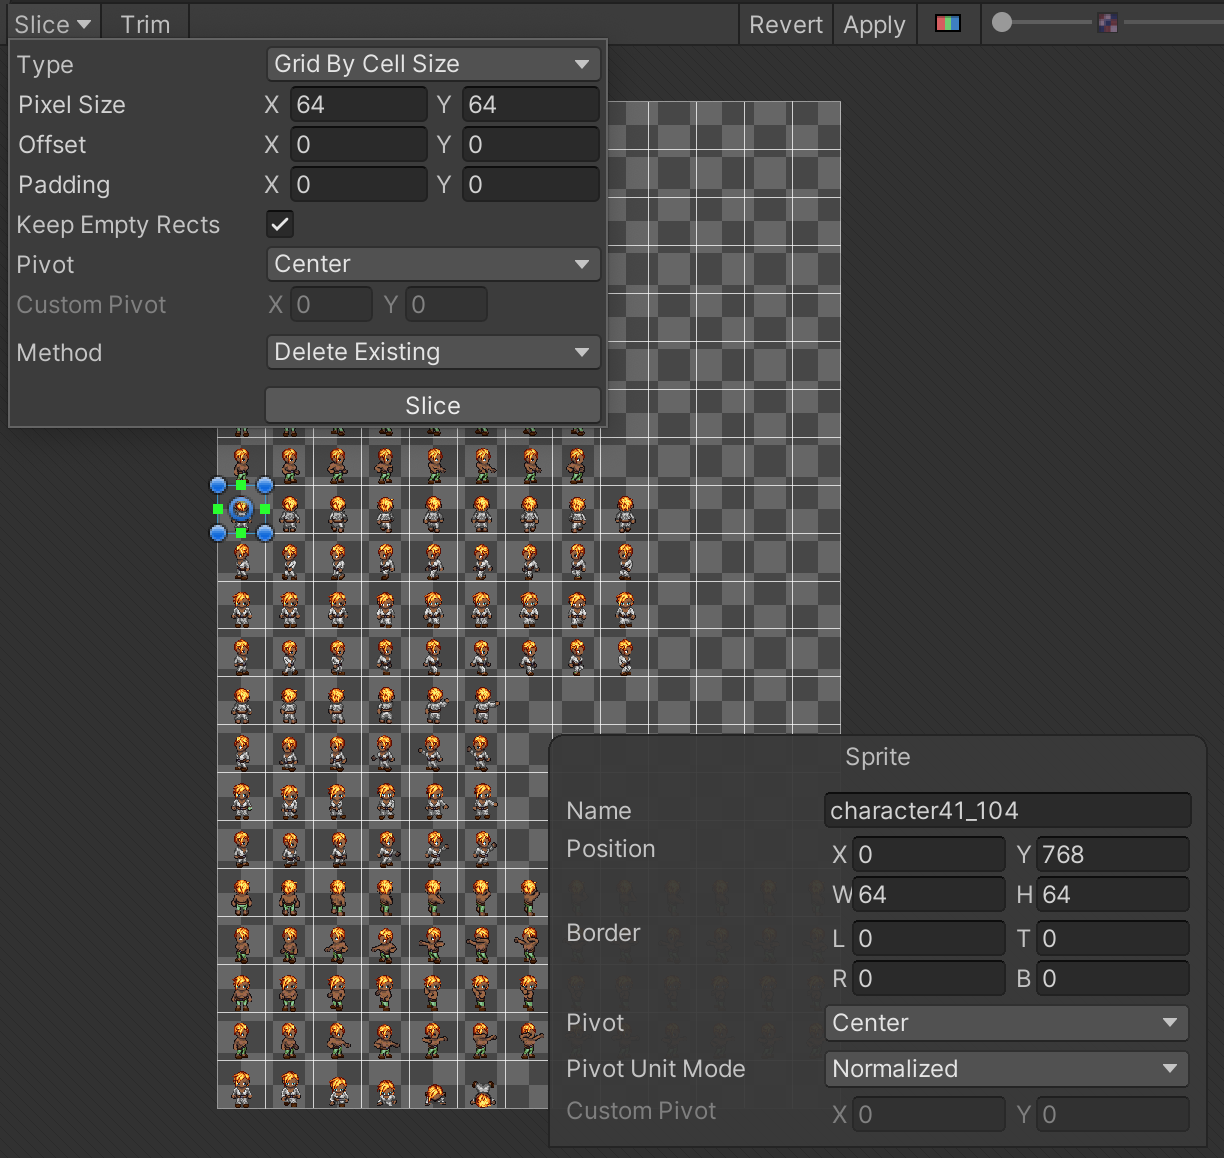 Slice Trim Revert Apply
Type Grid By Cell Size
Pixel Size X 64 Y 64
Offset X 0 Y 0
Padding X 0 Y 0
Keep Empty Rects
Pivot Center
Custom Pivot X 0 Y 0
Method Delete Existing
Slice
Sprite
Name character41_104
Position X 0 Y 768
W 64 H 64
Border L 0 T 0
R 0 B 0
Pivot Center
Pivot Unit Mode Normalized
Custom Pivot X 0 Y 0